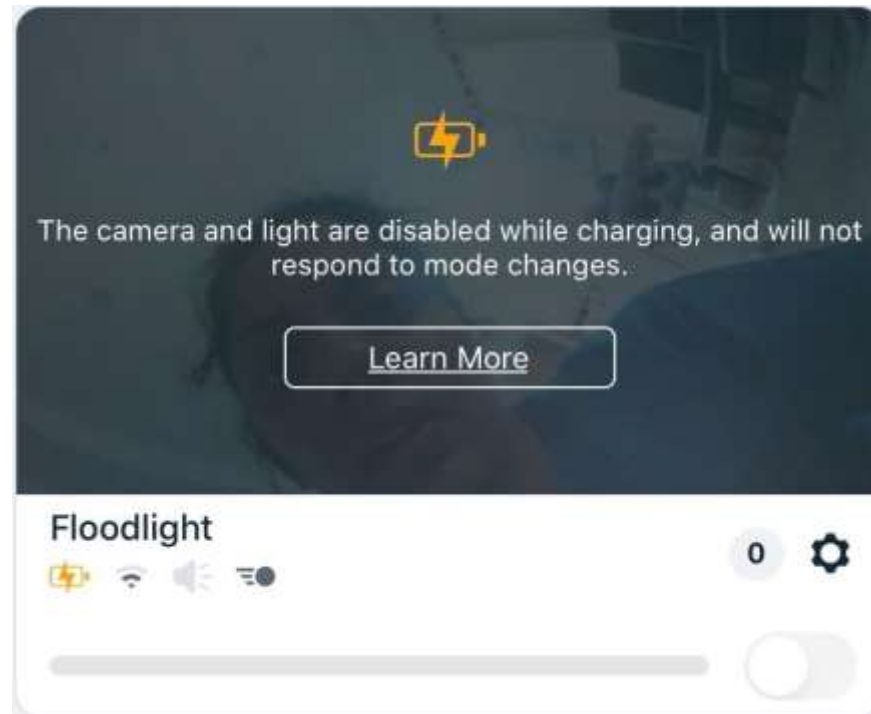 The camera and light are disabled while charging, and will not
respond to mode changes.
Learn More
Floodlight
0